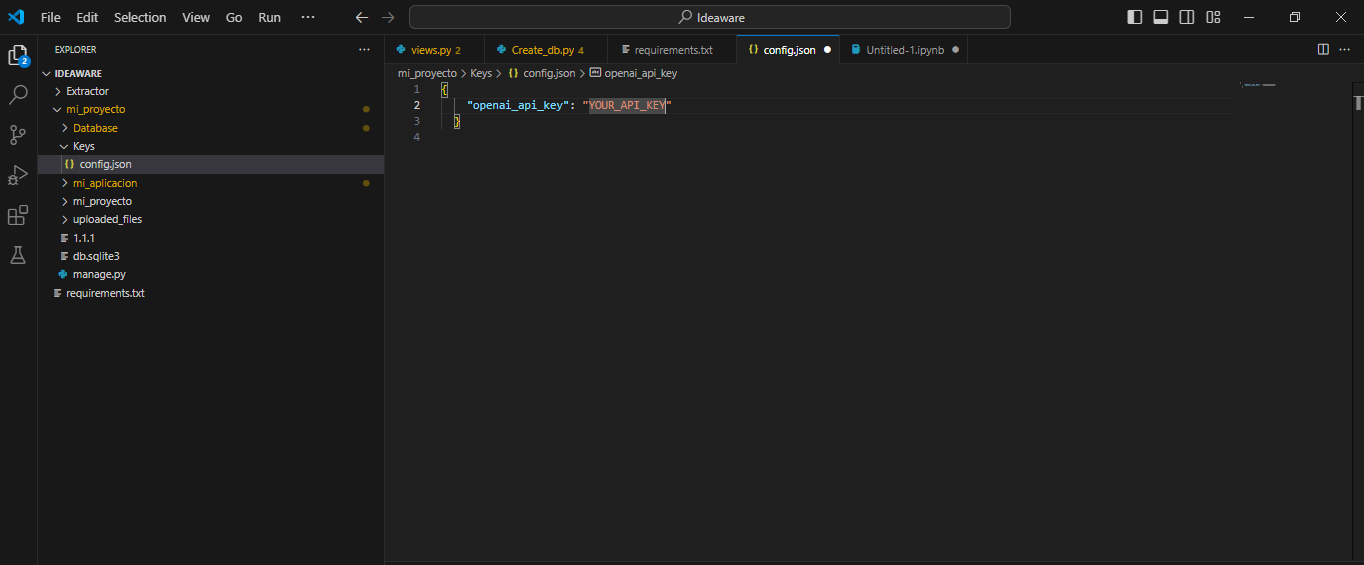 File Edit Selection View Go Run ··· Ideaware
EXPLORER ···
2
IDEAWARE
Extractor
mi_proyecto
Database
Keys
{} config.json
mi_aplicacion
mi_proyecto
uploaded_files
1.1.1
db.sqlite3
manage.py
requirements.txt
views.py 2 Create_db.py 4 requirements.txt {} config.json Untitled-1.ipynb ···
mi_proyecto > Keys > {} config.json > abc openai_api_key
1 {
2 "openai_api_key": "YOUR_API_KEY"
3 }
4